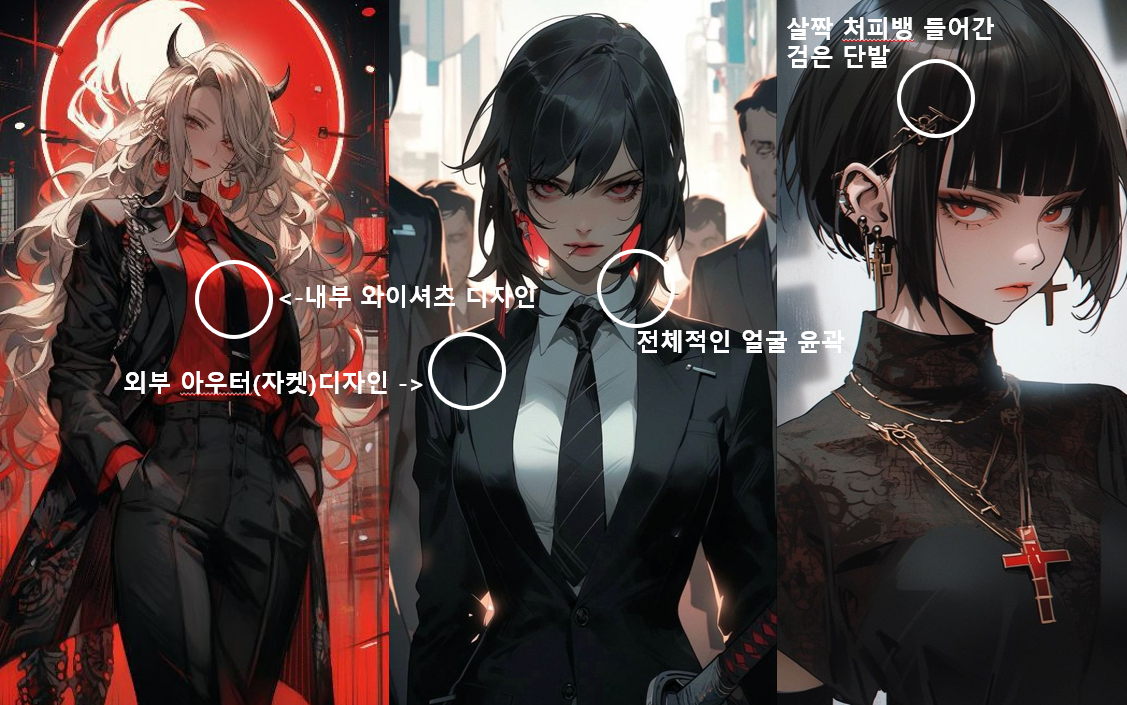 살짝 처피뱅 들어간
검은 단발
<-내부 와이셔츠 디자인
전체적인 얼굴 윤곽
외부 아우터(자켓)디자인 ->